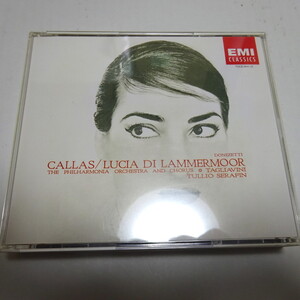 EMI
CLASSICS
DONIZETTI
CALLAS/LUCIA DI LAMMERMOOR
THE PHILHARMONIA ORCHESTRA AND CHORUS • TAGLIAVINI
TULLIO SERAFIN